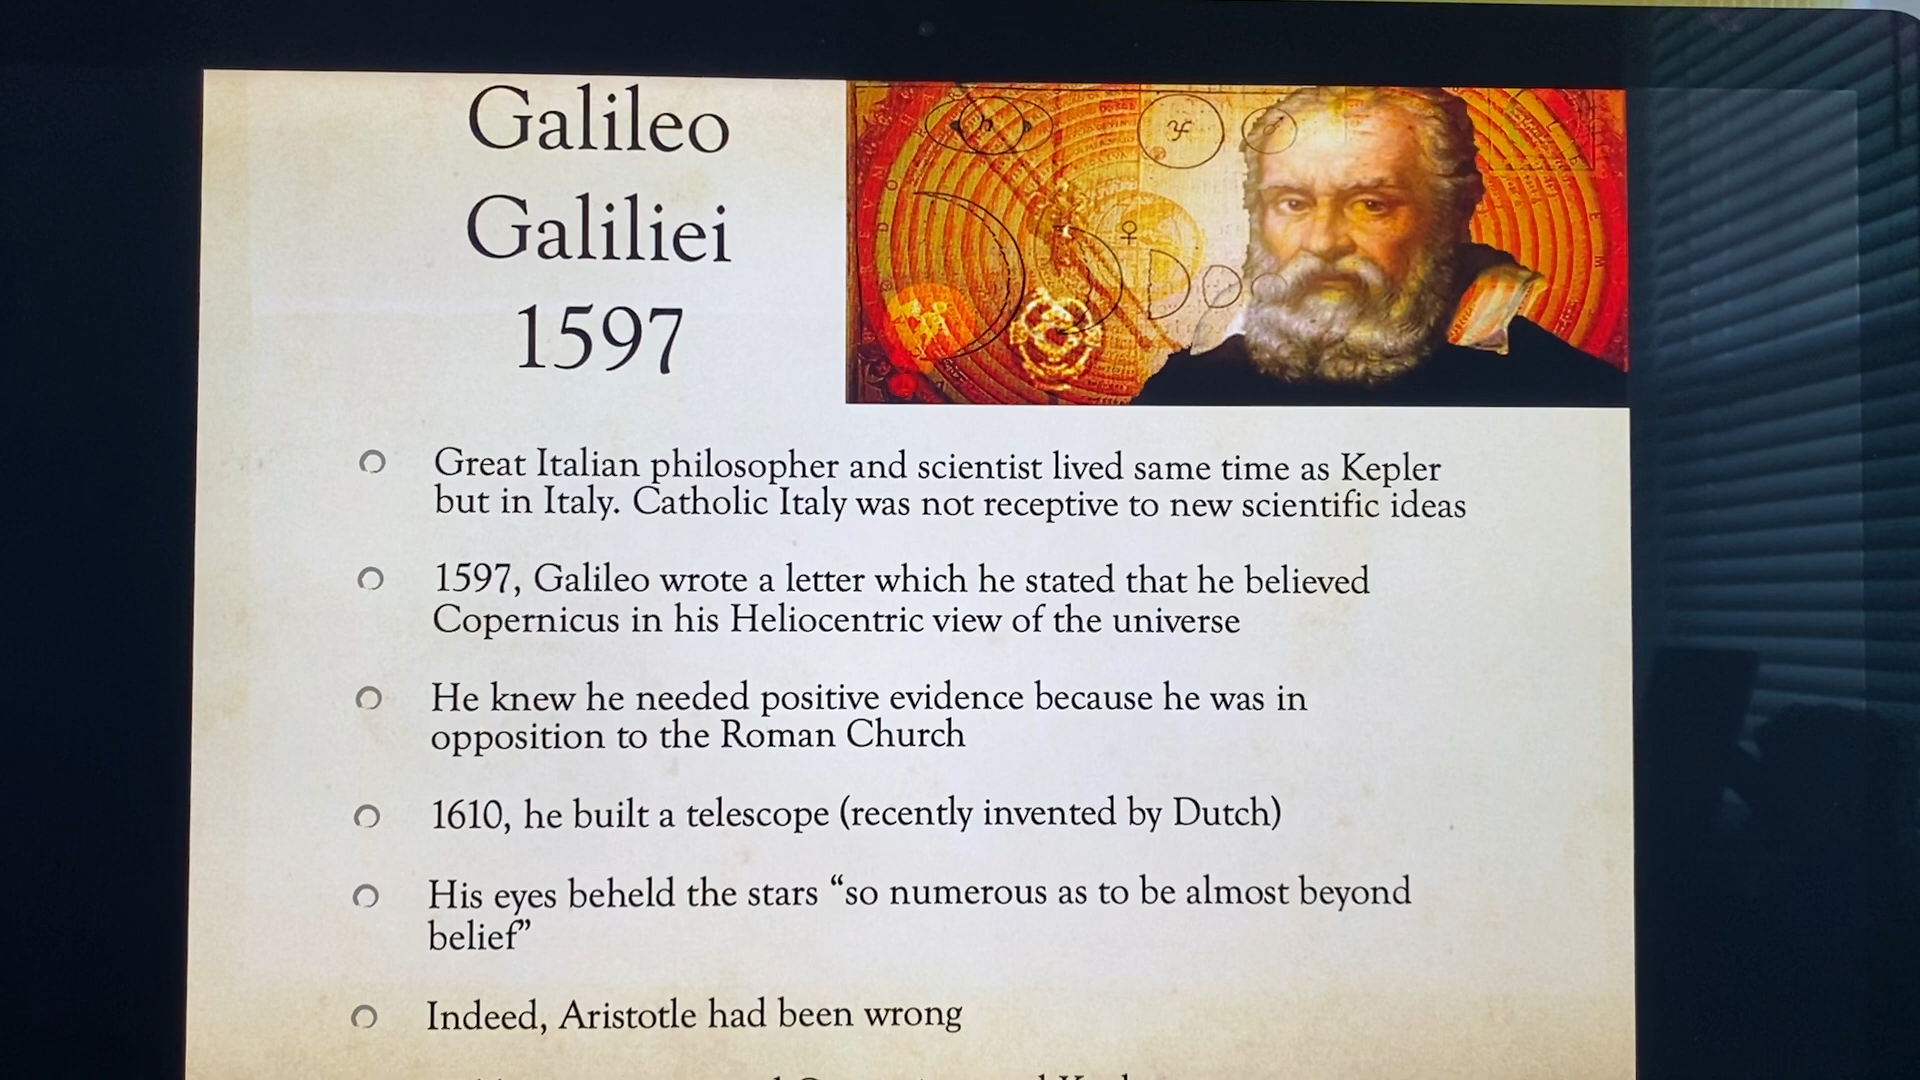 Galileo
Galiliei
1597
Great Italian philosopher and scientist lived same time as Kepler
but in Italy. Catholic Italy was not receptive to new scientific ideas
1597, Galileo wrote a letter which he stated that he believed
Copernicus in his Heliocentric view of the universe
He knew he needed positive evidence because he was in
opposition to the Roman Church
1610, he built a telescope (recently invented by Dutch)
His eyes beheld the stars “so numerous as to be almost beyond
belief”
Indeed, Aristotle had been wrong